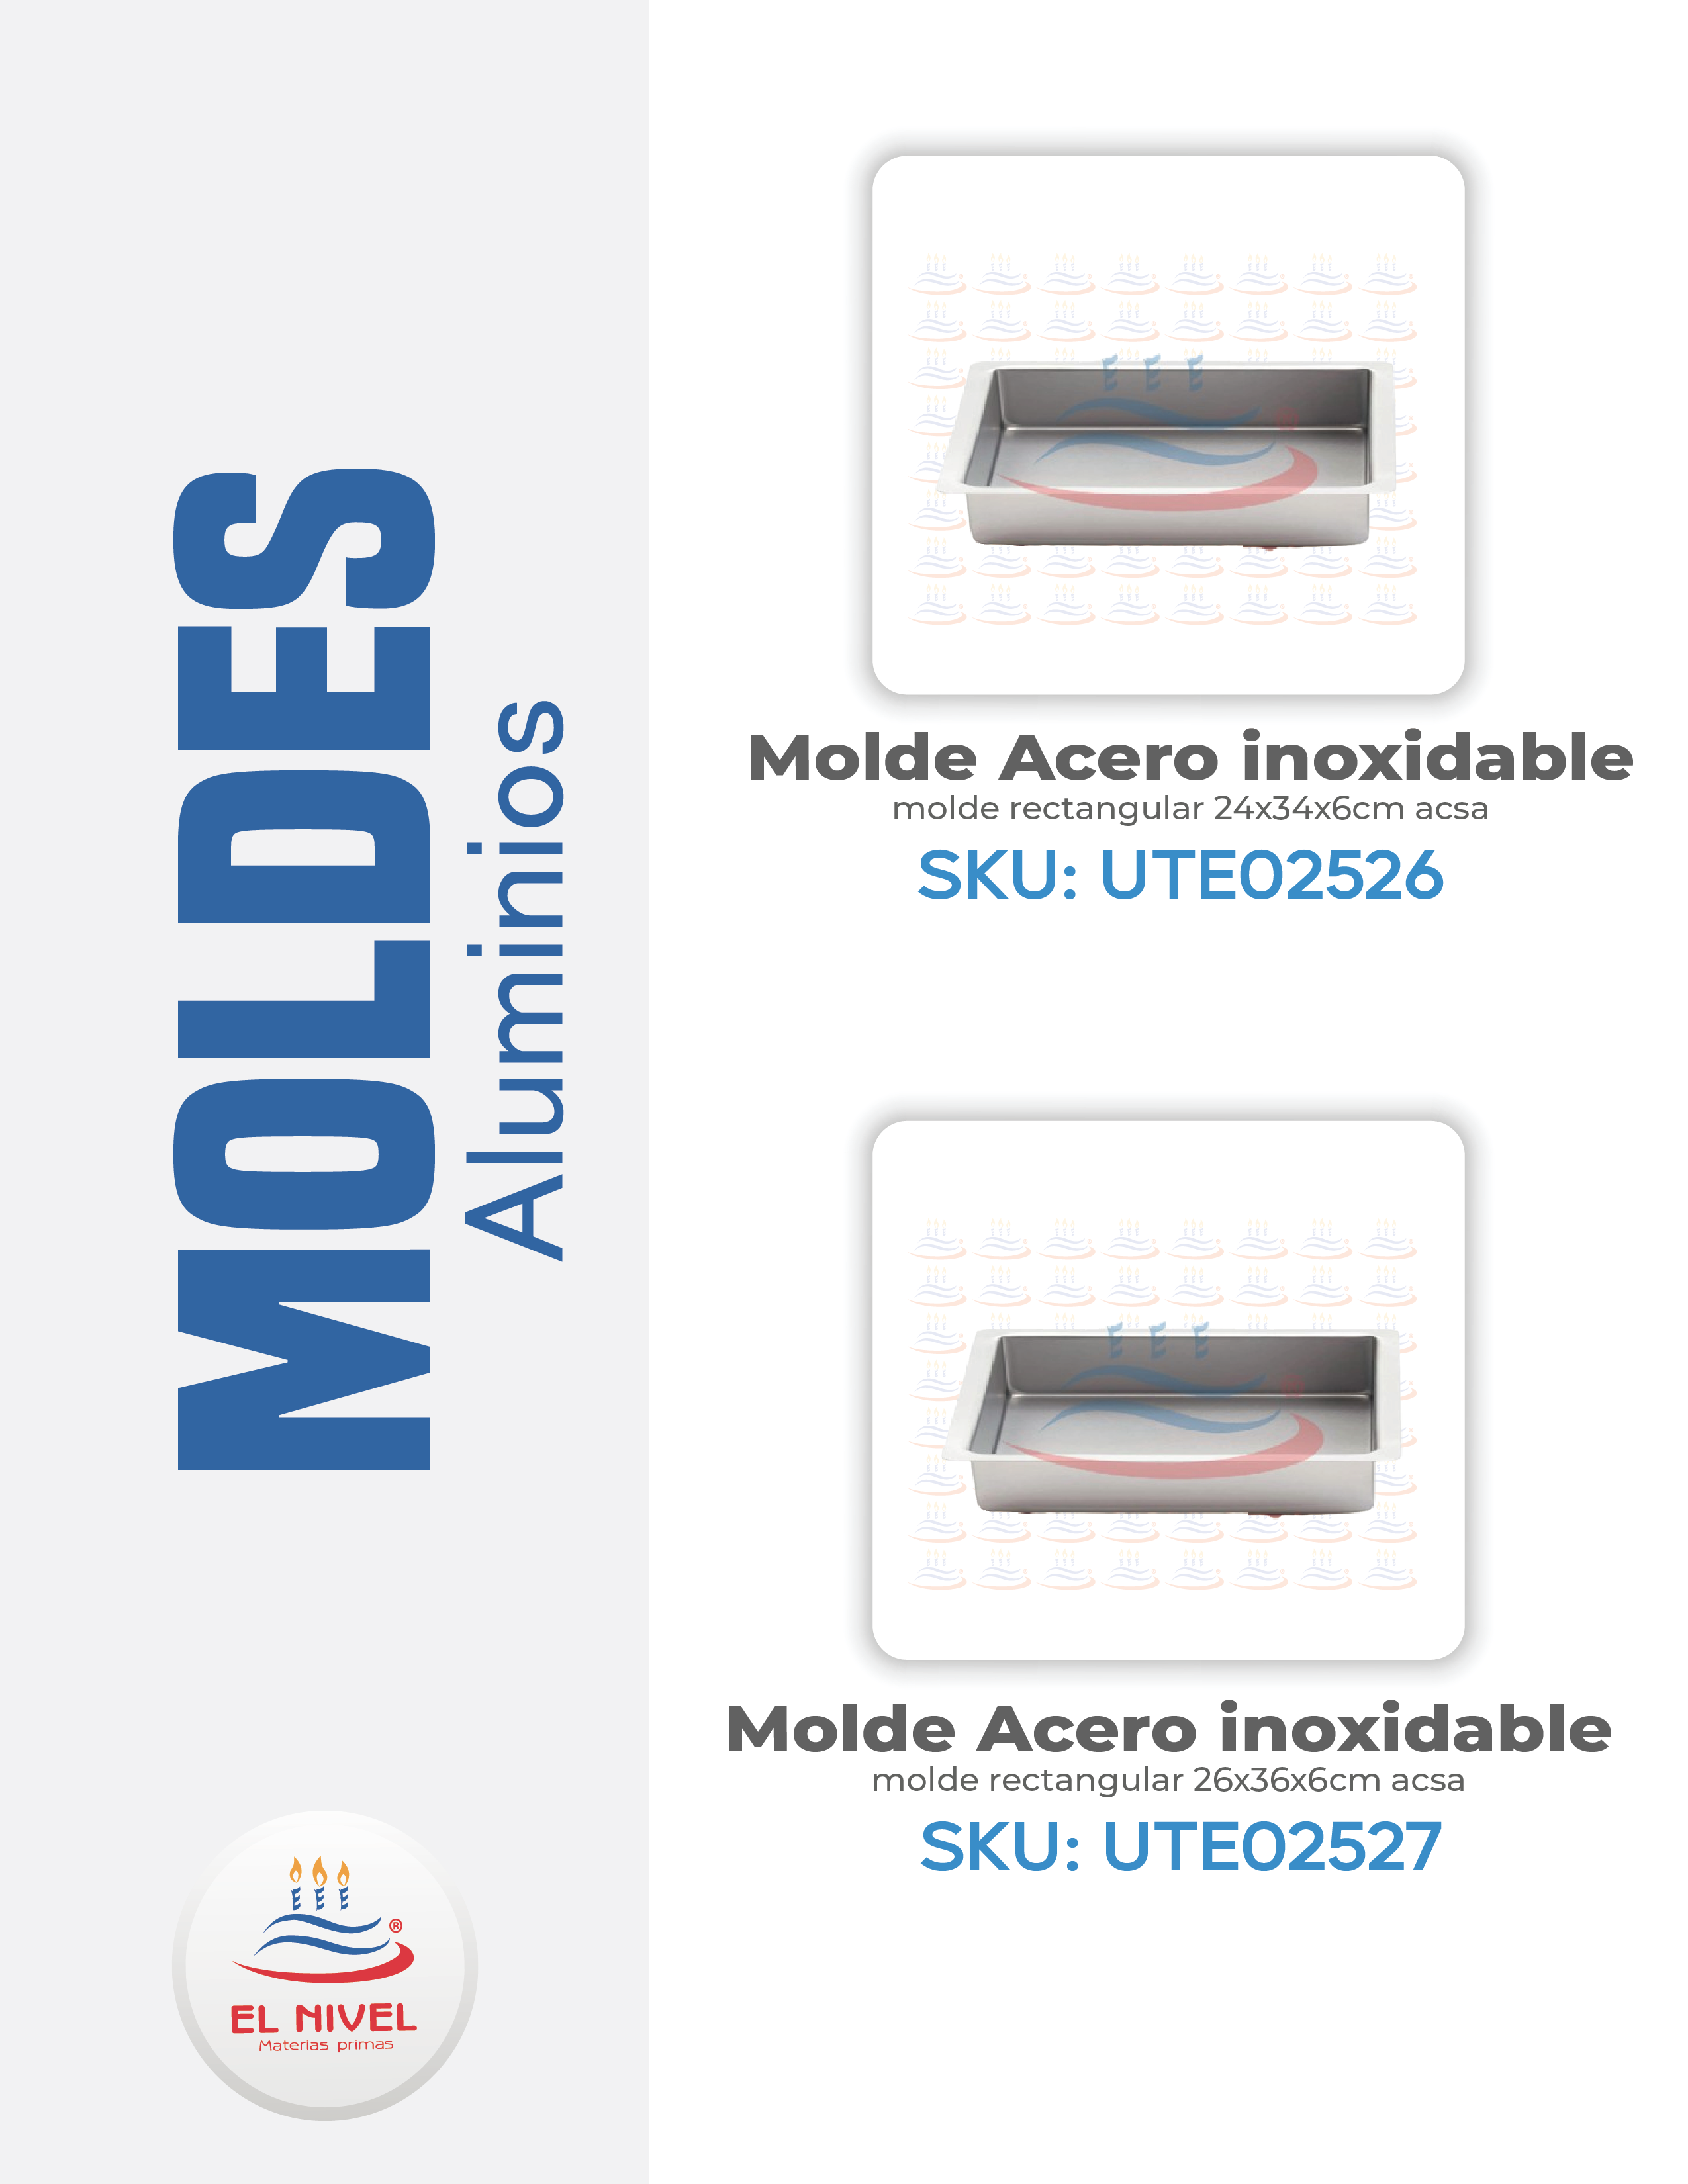 MOLDES
Aluminios
Molde Acero inoxidable
molde rectangular 24x34x6cm acsa
SKU: UTE02526
Molde Acero inoxidable
molde rectangular 26x36x6cm acsa
SKU: UTE02527
®
EL NIVEL
Materias primas